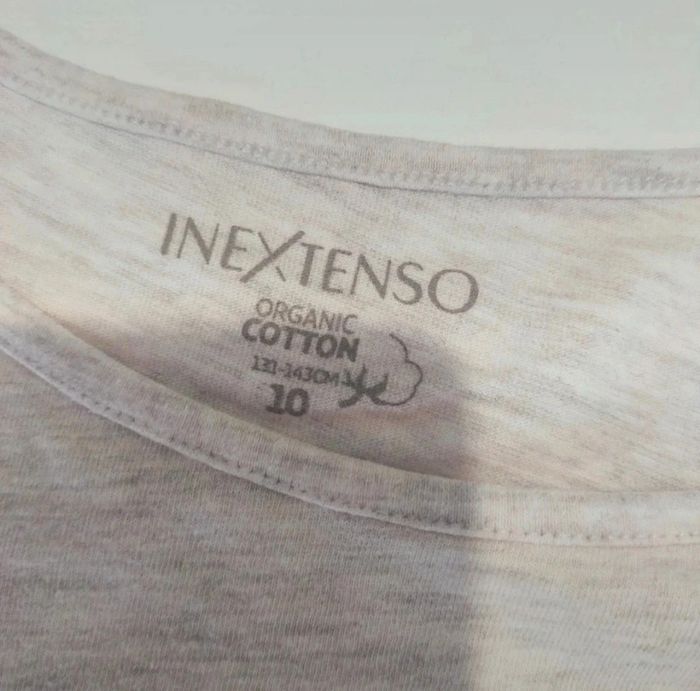 INEXTENSO
ORGANIC
COTTON
131-143CM
10